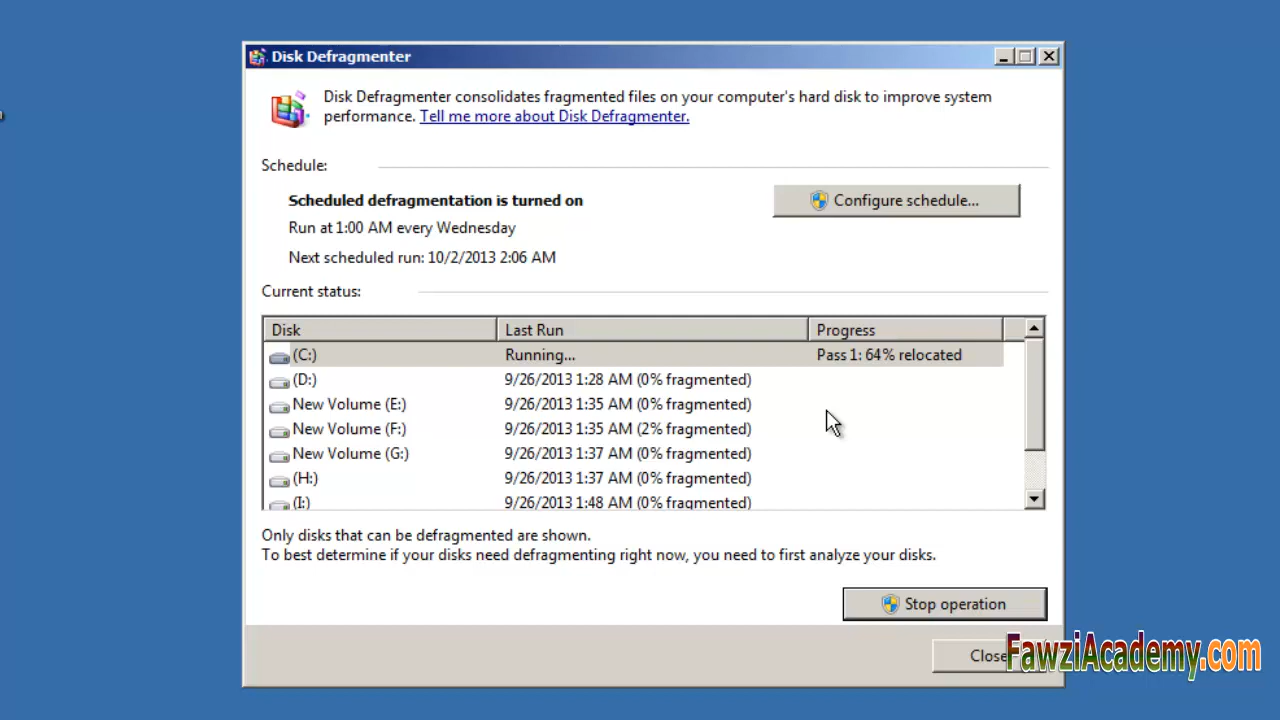 Disk Defragmenter
Disk Defragmenter consolidates fragmented files on your computer's hard disk to improve system
performance. Tell me more about Disk Defragmenter.
Schedule:
Scheduled defragmentation is turned on
Configure schedule...
Run at 1:00 AM every Wednesday
Next scheduled run: 10/2/2013 2:06 AM
Current status:
Disk Last Run Progress
(C:) Running... Pass 1: 64% relocated
(D:) 9/26/2013 1:28 AM (0% fragmented)
New Volume (E:) 9/26/2013 1:35 AM (0% fragmented)
New Volume (F:) 9/26/2013 1:35 AM (2% fragmented)
New Volume (G:) 9/26/2013 1:37 AM (0% fragmented)
(H:) 9/26/2013 1:37 AM (0% fragmented)
(I:) 9/26/2013 1:48 AM (0% fragmented)
Only disks that can be defragmented are shown.
To best determine if your disks need defragmenting right now, you need to first analyze your disks.
Stop operation
Close
FawziAcademy.com